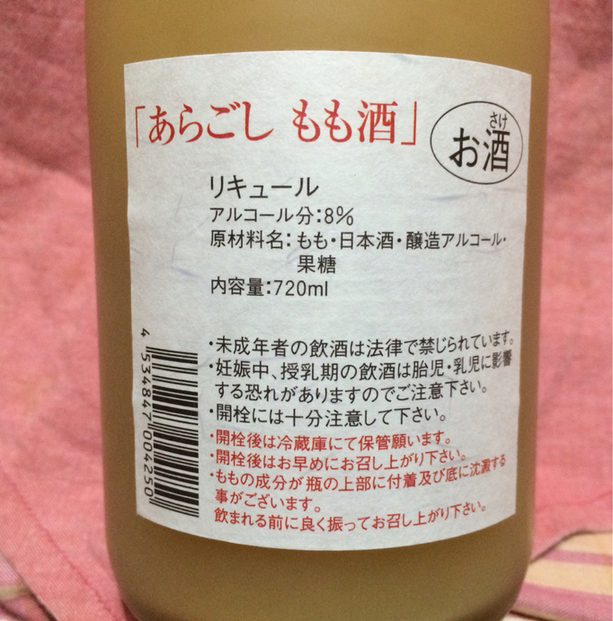 「あらごし もも酒」
さけ
お酒
リキュール
アルコール分:8%
原材料名:もも・日本酒・醸造アルコール・
果糖
内容量:720ml
・未成年者の飲酒は法律で禁じられています。
・妊娠中、授乳期の飲酒は胎児・乳児に影響
する恐れがありますのでご注意下さい。
・開栓には十分注意して下さい。
・開栓後は冷蔵庫にて保管願います。
・開栓後はお早めにお召し上がり下さい。
・ももの成分が瓶の上部に付着及び底に沈澱する
事がございます。
飲まれる前に良く振ってお召し上がり下さい。
4 534847 004250